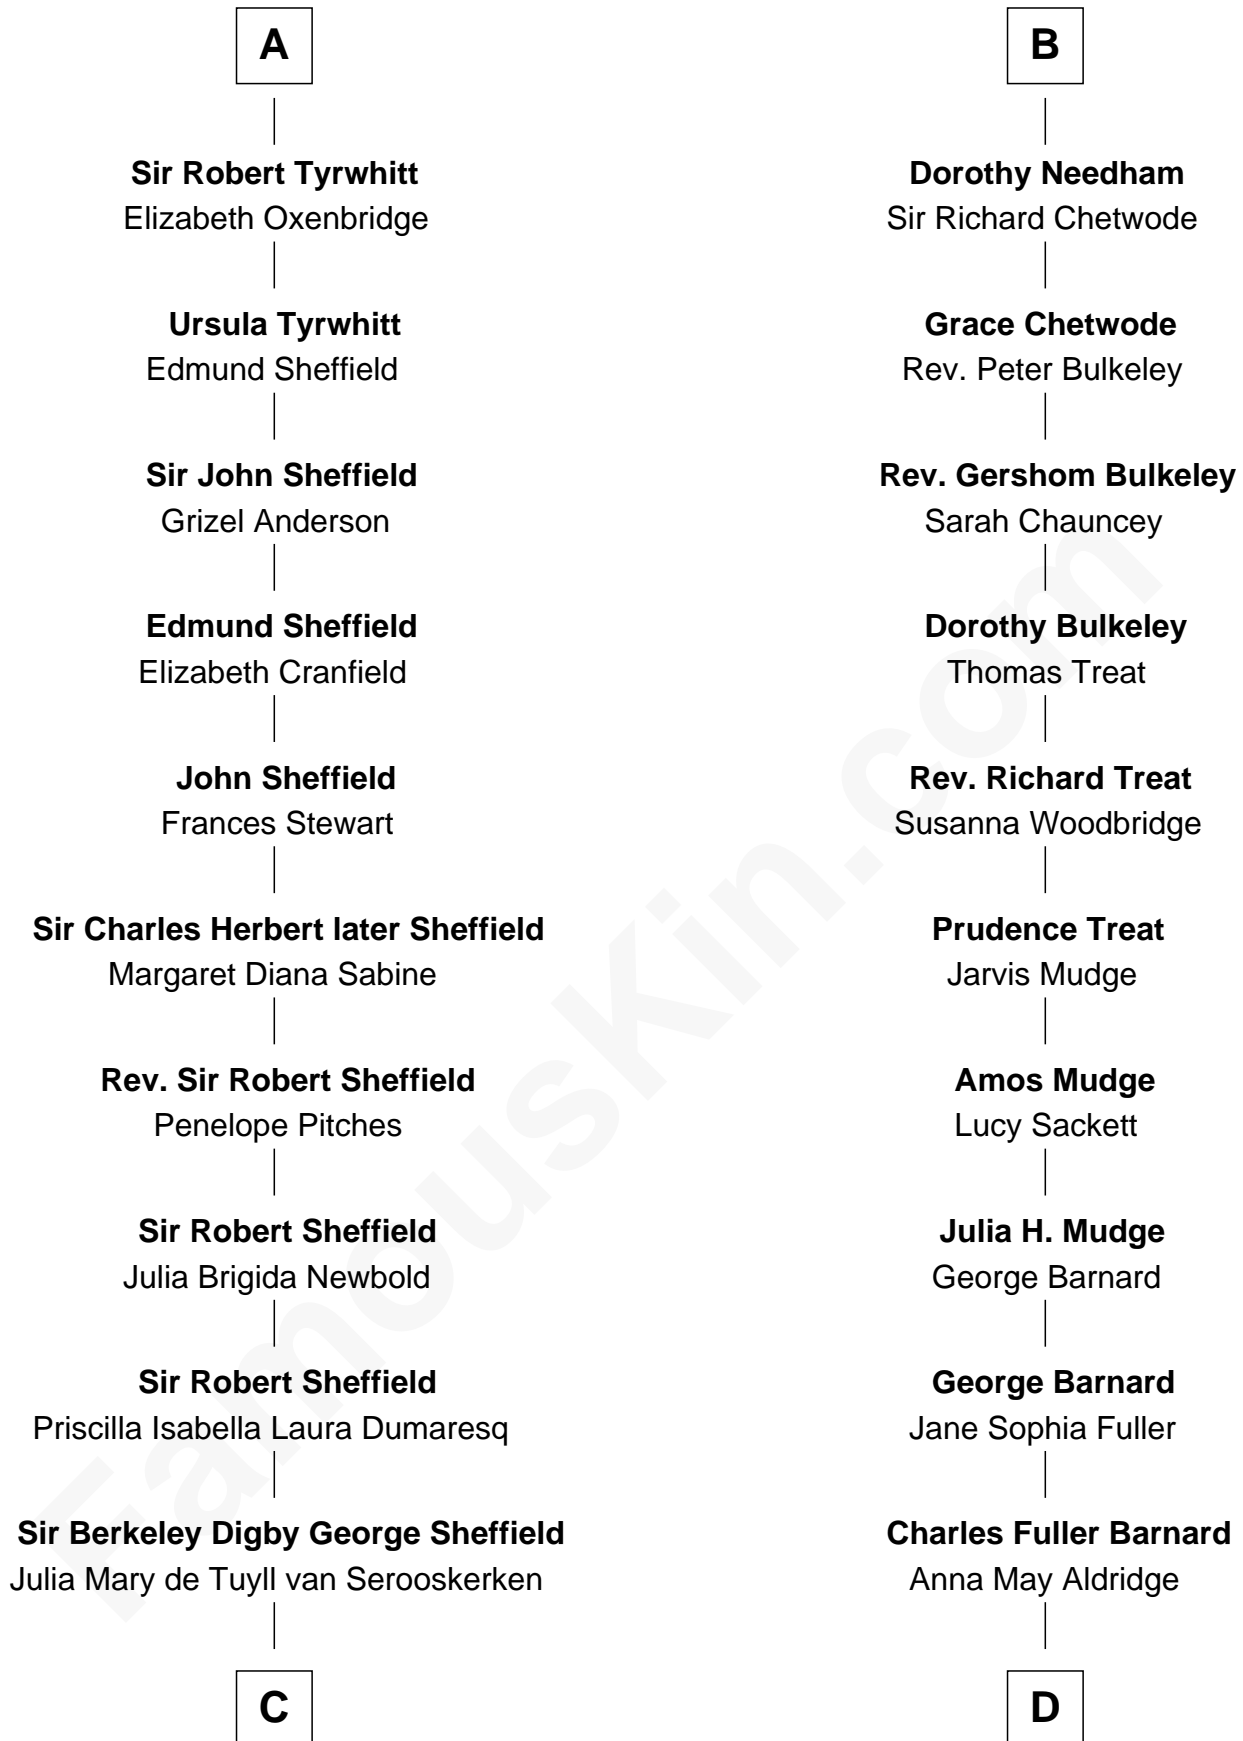 A
Sir Robert Tyrwhitt
Elizabeth Oxenbridge
Ursula Tyrwhitt
Edmund Sheffield
Sir John Sheffield
Grizel Anderson
Edmund Sheffield
Elizabeth Cranfield
John Sheffield
Frances Stewart
Sir Charles Herbert later Sheffield
Margaret Diana Sabine
Rev. Sir Robert Sheffield
Penelope Pitches
Sir Robert Sheffield
Julia Brigida Newbold
Sir Robert Sheffield
Priscilla Isabella Laura Dumaresq
Sir Berkeley Digby George Sheffield
Julia Mary de Tuyll van Serooskerken
C
B
Dorothy Needham
Sir Richard Chetwode
Grace Chetwode
Rev. Peter Bulkeley
Rev. Gershom Bulkeley
Sarah Chauncey
Dorothy Bulkeley
Thomas Treat
Rev. Richard Treat
Susanna Woodbridge
Prudence Treat
Jarvis Mudge
Amos Mudge
Lucy Sackett
Julia H. Mudge
George Barnard
George Barnard
Jane Sophia Fuller
Charles Fuller Barnard
Anna May Aldridge
D
FamousKin.com